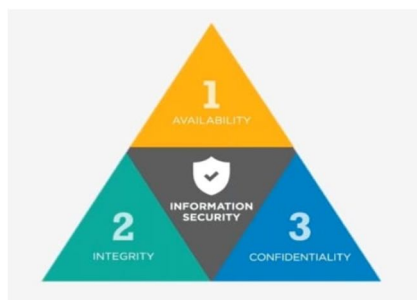 1
AVAILABILITY
INFORMATION
SECURITY
2
INTEGRITY
3
CONFIDENTIALITY